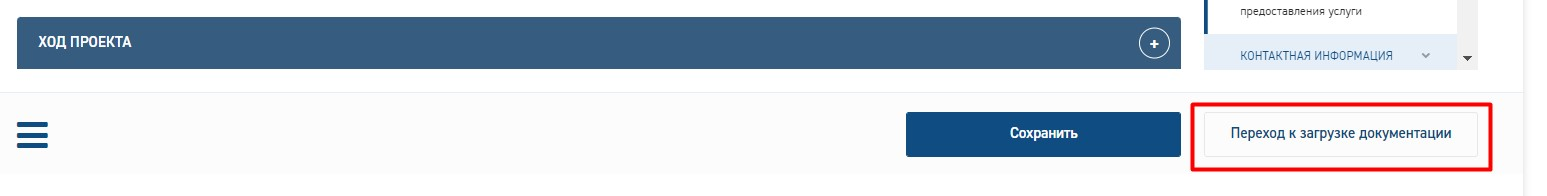 предоставления услуги
ХОД ПРОЕКТА
КОНТАКТНАЯ ИНФОРМАЦИЯ
Сохранить
Переход к загрузке документации